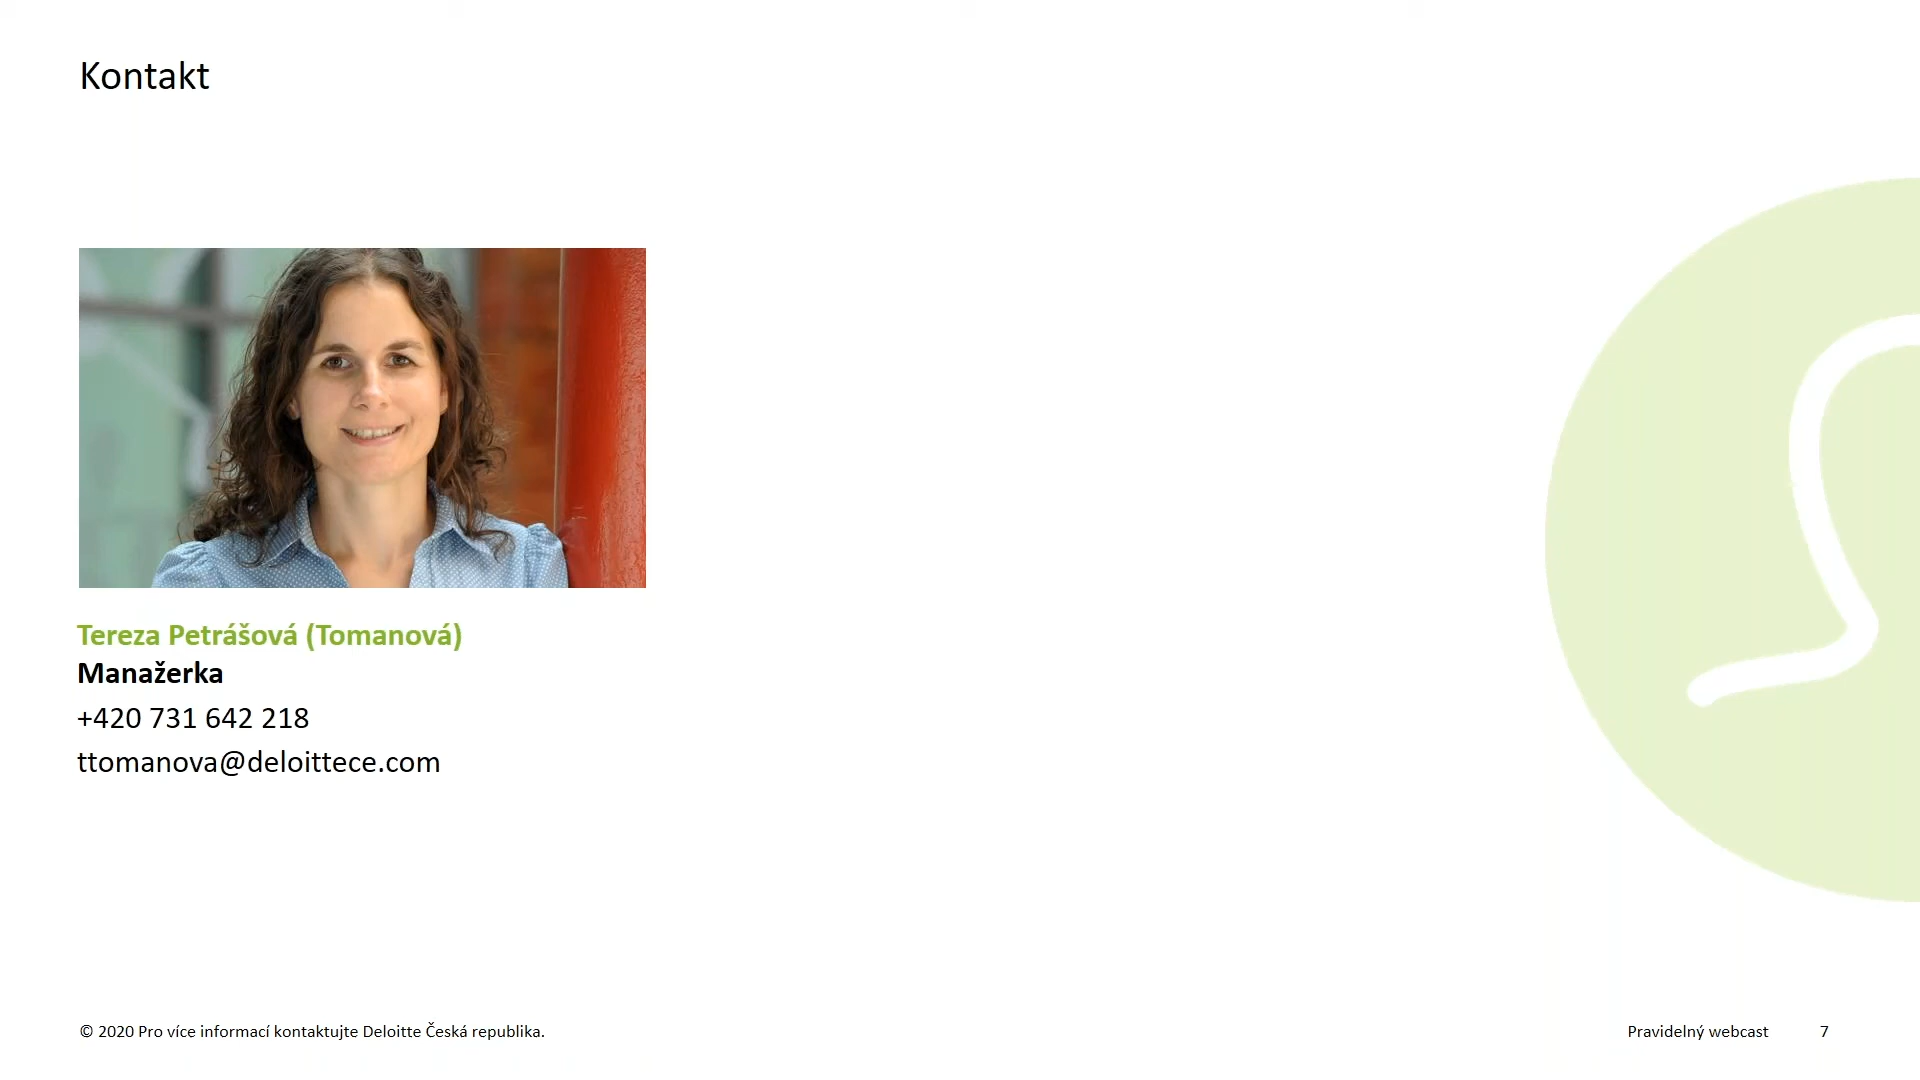 Kontakt
Tereza Petrášová (Tomanová)
Manažerka
+420 731 642 218
ttomanova@deloittece.com
© 2020 Pro více informací kontaktujte Deloitte Česká republika.
Pravidelný webcast 7